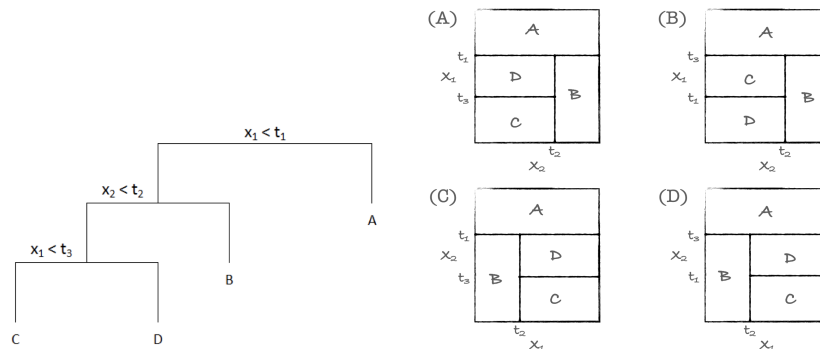 x₁ < t₁
x₂ < t₂
x₁ < t₃
A
B
C D
(A)
A
t₁
x₁ D B
t₃
C
t₂
x₂
(B)
A
t₃
x₁ C B
t₁
D
t₂
x₂
(C)
A
t₁
x₂ D
B
t₃
C
t₂
x₁
(D)
A
t₃
x₂ D
B
t₁
C
t₂
x₁